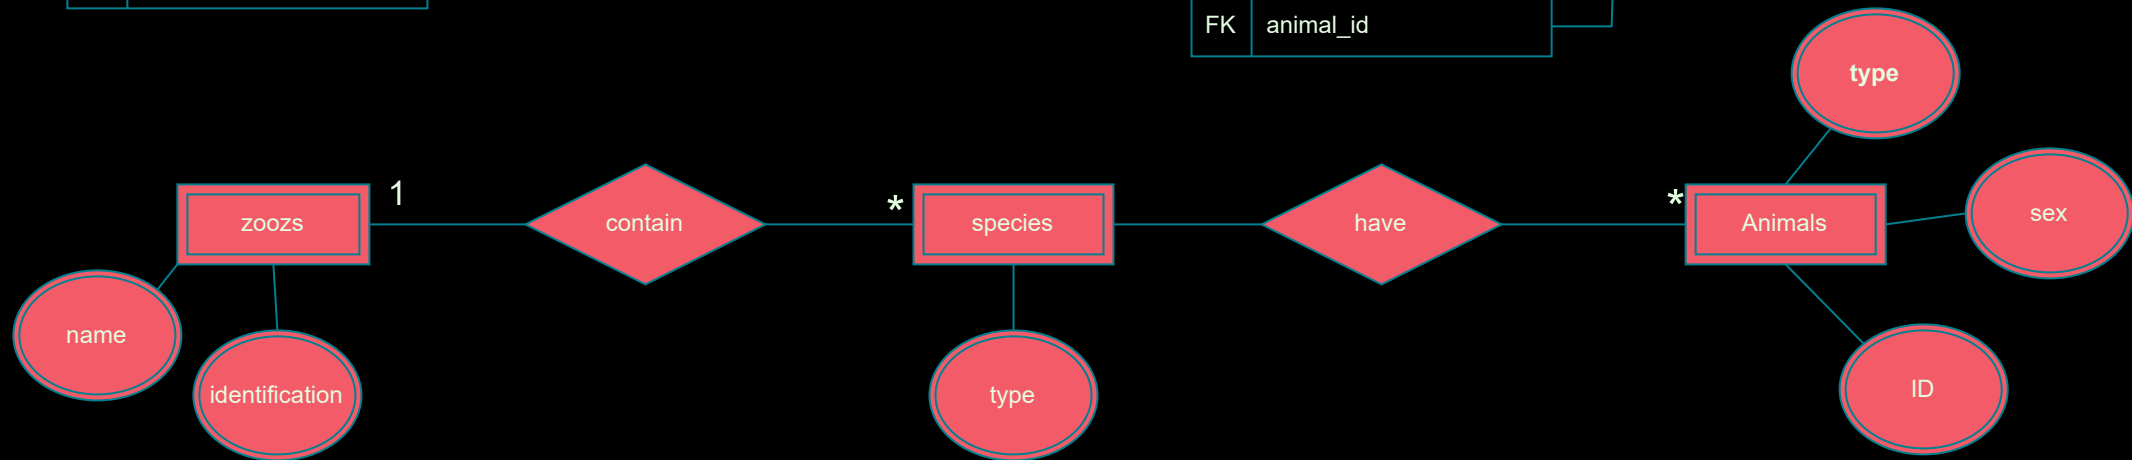 FK animal_id
type
1
*
*
zoozs
contain
species
have
Animals
sex
name
identification
type
ID